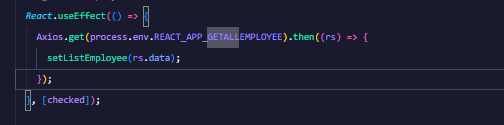 React.useEffect(() => {
Axios.get(process.env.REACT_APP_GETALLEMPLOYEE).then((rs) => {
setListEmployee(rs.data);
});
}, [checked]);